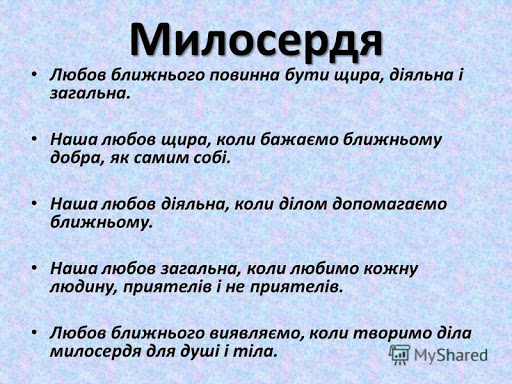 Милосердя
• Любов ближнього повинна бути щира, діяльна і
загальна.
• Наша любов щира, коли бажаємо ближньому
добра, як самим собі.
• Наша любов діяльна, коли ділом допомагаємо
ближньому.
• Наша любов загальна, коли любимо кожну
людину, приятелів і не приятелів.
• Любов ближнього виявляємо, коли творимо діла
милосердя для душі і тіла.
MyShared